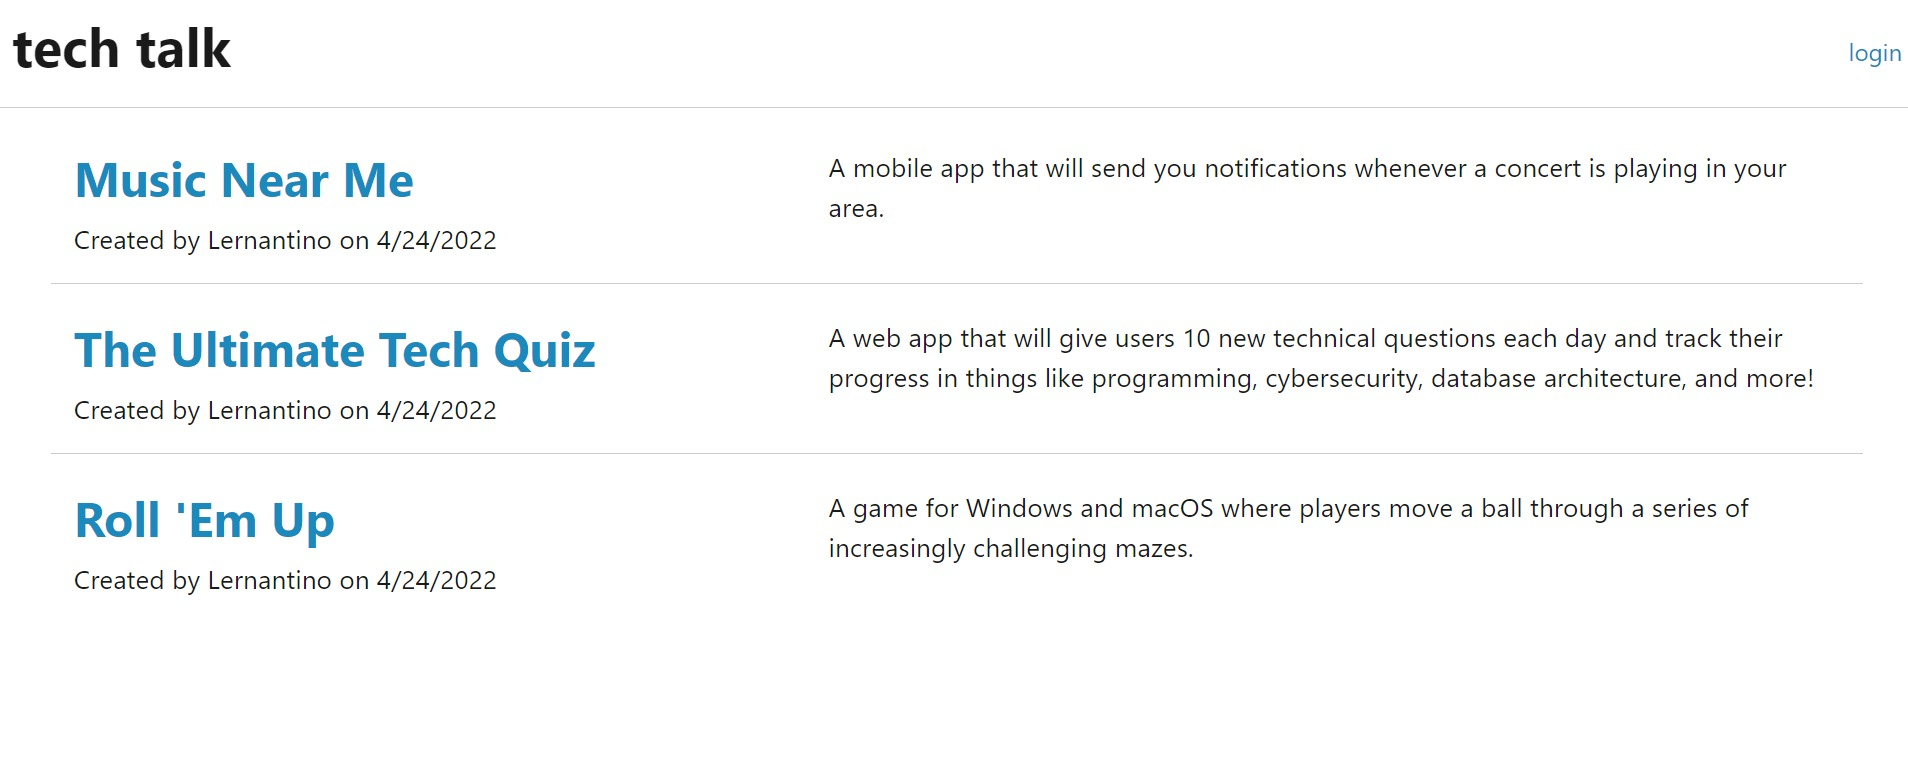 tech talk
login
Music Near Me
Created by Lernantino on 4/24/2022
A mobile app that will send you notifications whenever a concert is playing in your
area.
The Ultimate Tech Quiz
Created by Lernantino on 4/24/2022
A web app that will give users 10 new technical questions each day and track their
progress in things like programming, cybersecurity, database architecture, and more!
Roll 'Em Up
Created by Lernantino on 4/24/2022
A game for Windows and macOS where players move a ball through a series of
increasingly challenging mazes.